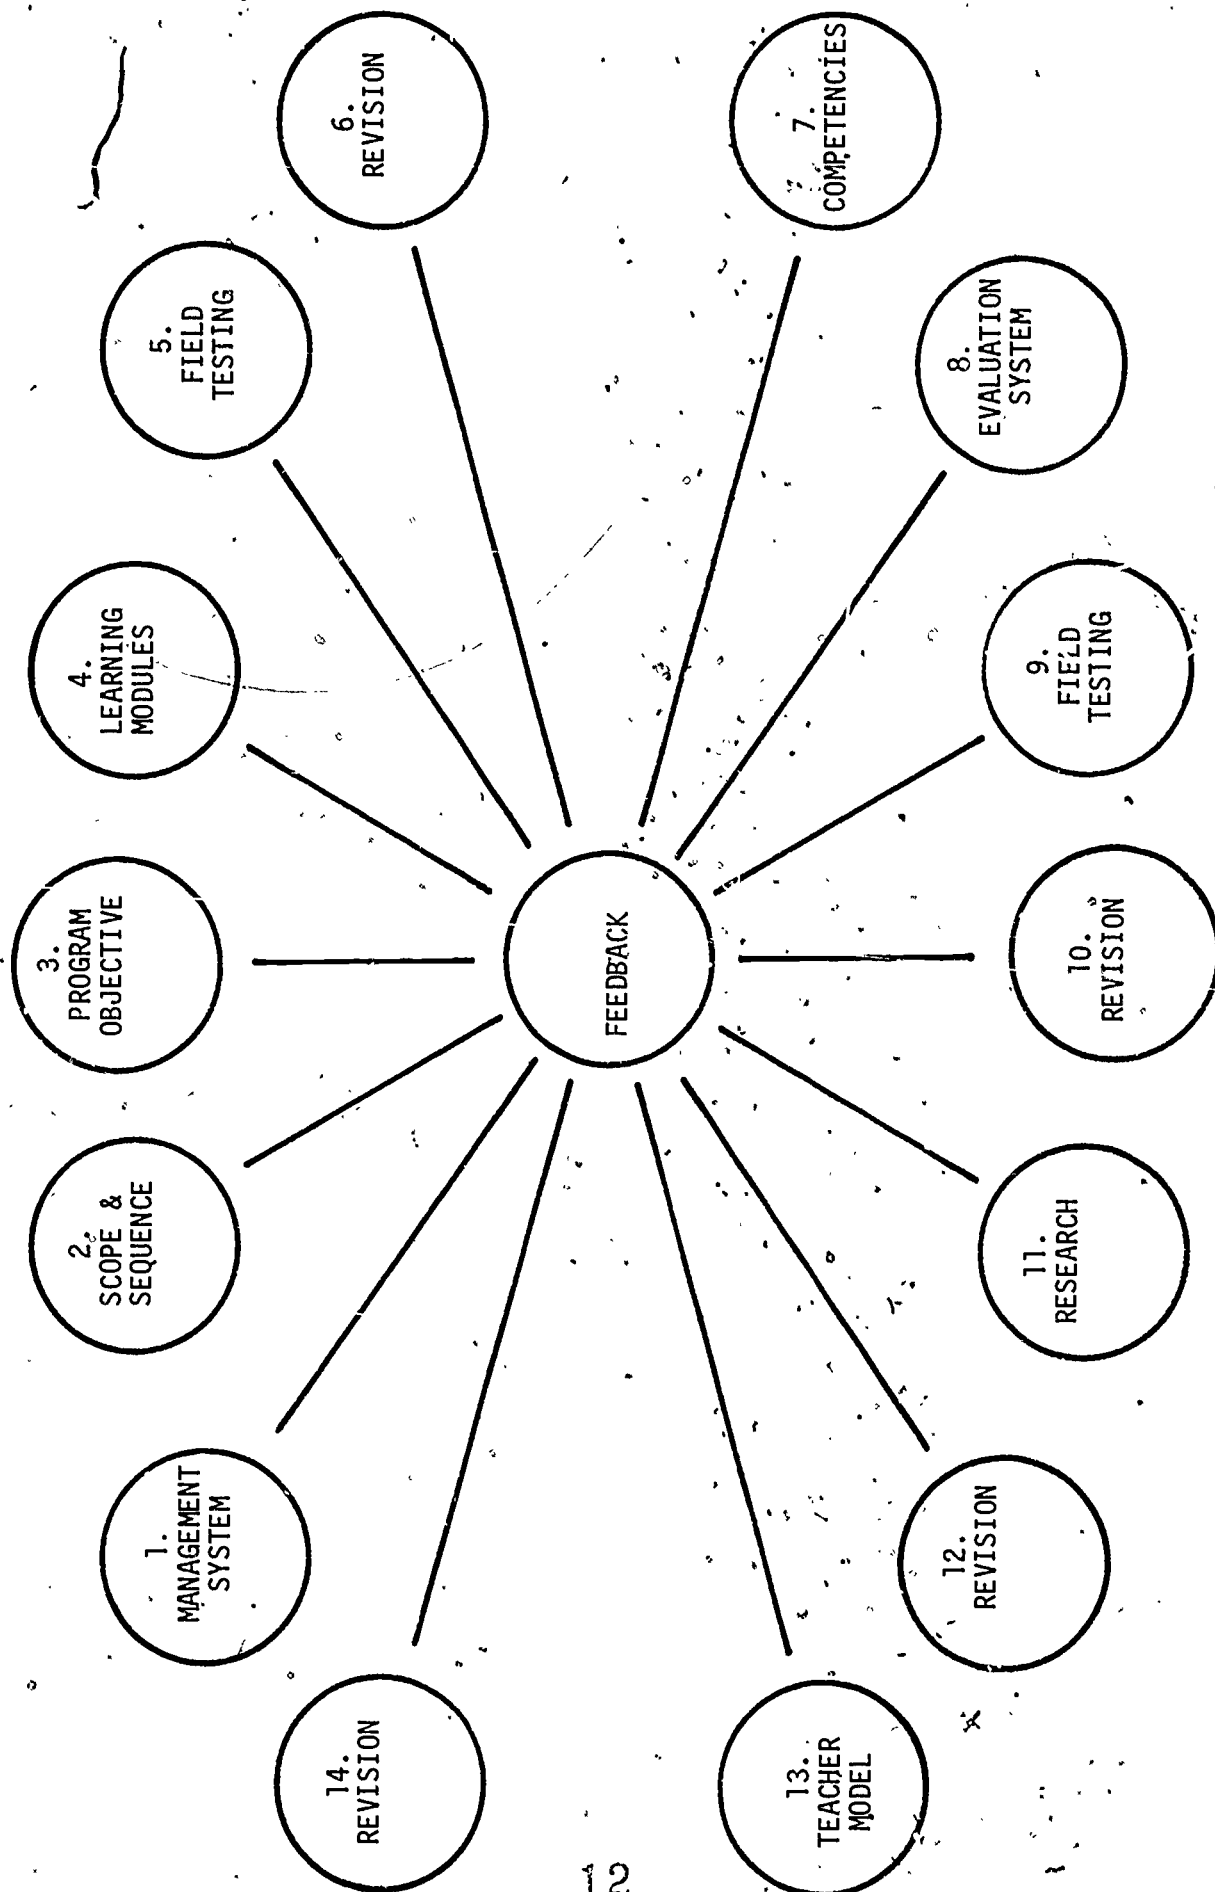 1.
MANAGEMENT
SYSTEM
2.
SCOPE &
SEQUENCE
3.
PROGRAM
OBJECTIVE
4.
LEARNING
MODULES
5.
FIELD
TESTING
6.
REVISION
7.
COMPETENCIES
8.
EVALUATION
SYSTEM
9.
FIELD
TESTING
10.
REVISION
11.
RESEARCH
12.
REVISION
13.
TEACHER
MODEL
14.
REVISION
FEEDBACK
12